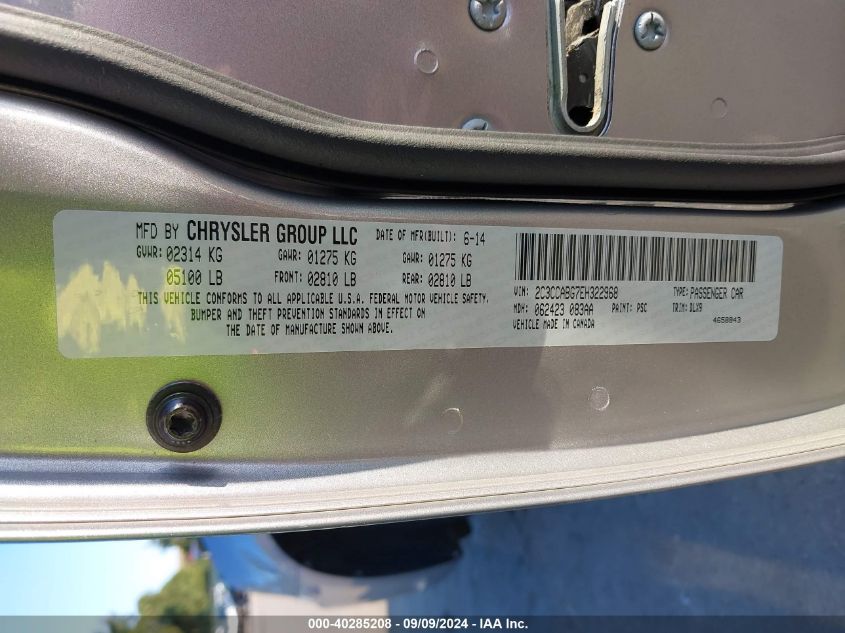 MFD BY CHRYSLER GROUP LLC DATE OF MFR(BUILT): 6-14
GVWR: 02314 KG GAWR: 01275 KG GAWR: 01275 KG
05100 LB FRONT: 02810 LB REAR: 02810 LB
THIS VEHICLE CONFORMS TO ALL APPLICABLE U.S.A. FEDERAL MOTOR VEHICLE SAFETY,
BUMPER AND THEFT PREVENTION STANDARDS IN EFFECT ON
THE DATE OF MANUFACTURE SHOWN ABOVE.
VIN: 2C3CCABG7EH322968 TYPE: PASSENGER CAR
MDH: 062423 083AA PAINT: PSC TRIM: DLX9
VEHICLE MADE IN CANADA 4658843
000-40285208 - 09/09/2024 - IAA Inc.